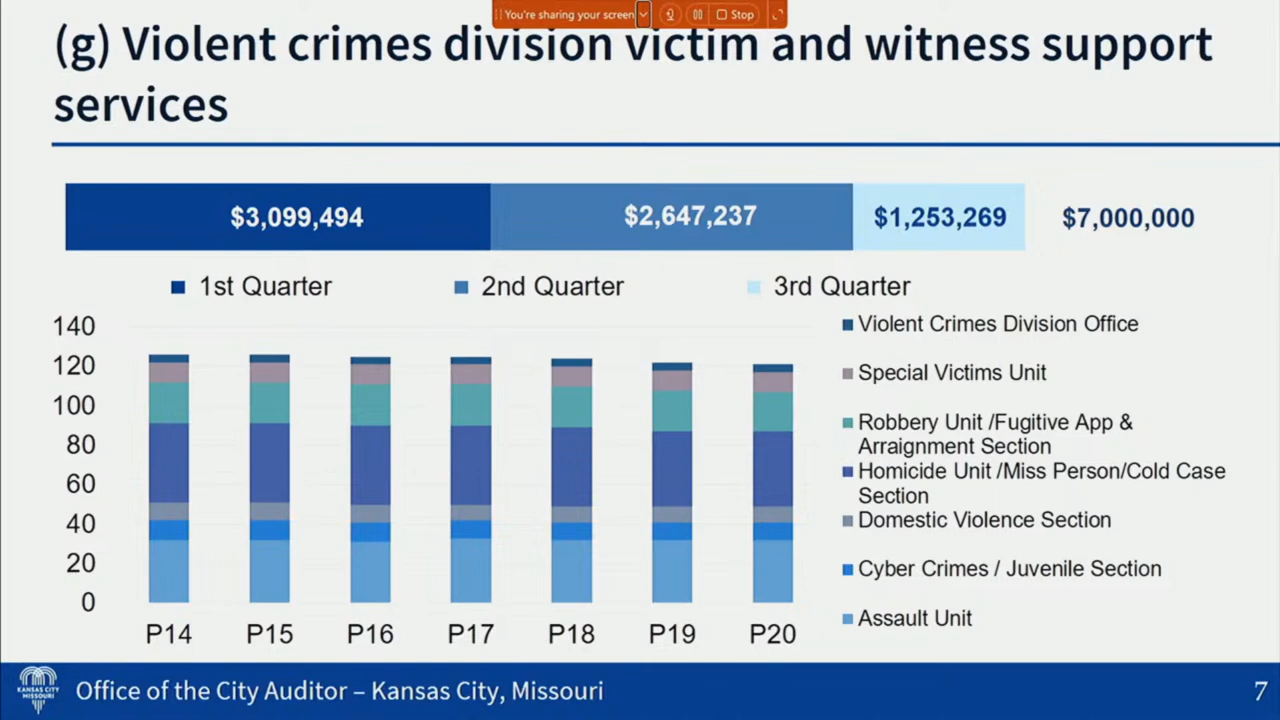 You're sharing your screen
Stop
(g) Violent crimes division victim and witness support
services
$3,099,494
$2,647,237
$1,253,269
$7,000,000
1st Quarter
2nd Quarter
3rd Quarter
140
120
100
80
60
40
20
0
P14
P15
P16
P17
P18
P19
P20
Violent Crimes Division Office
Special Victims Unit
Robbery Unit /Fugitive App &
Arraignment Section
Homicide Unit /Miss Person/Cold Case
Section
Domestic Violence Section
Cyber Crimes / Juvenile Section
Assault Unit
KANSAS CITY
MISSOURI
Office of the City Auditor – Kansas City, Missouri
7